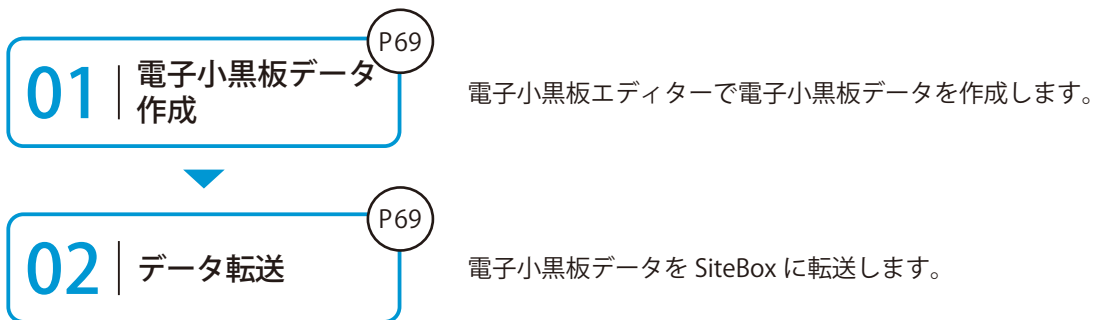 P69
01 電子小黒板データ
作成
電子小黒板エディターで電子小黒板データを作成します。
P69
02 データ転送
電子小黒板データを SiteBox に転送します。